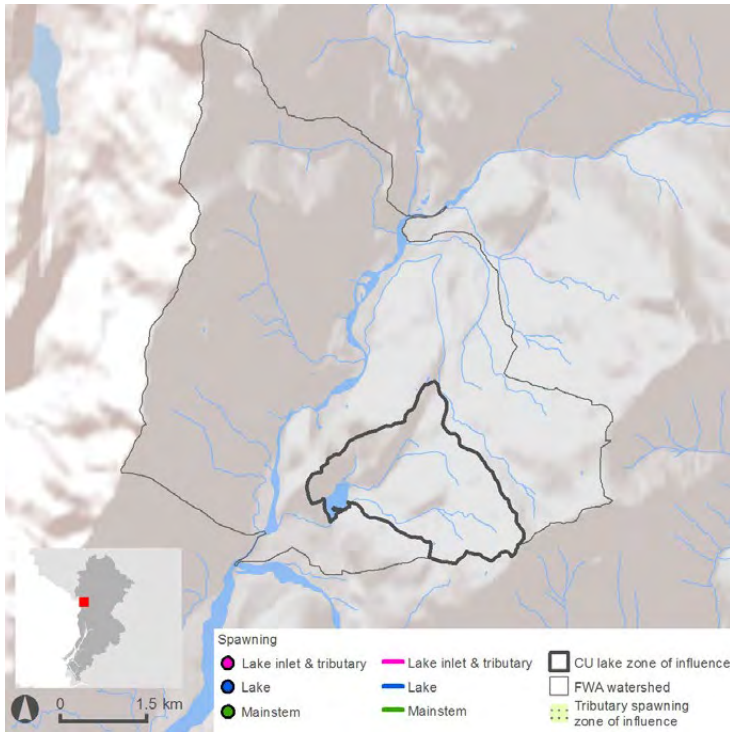 Spawning
Lake inlet & tributary
Lake
Mainstem
Lake inlet & tributary
Lake
Mainstem
CU lake zone of influence
FWA watershed
Tributary spawning
zone of influence
0 1.5 km